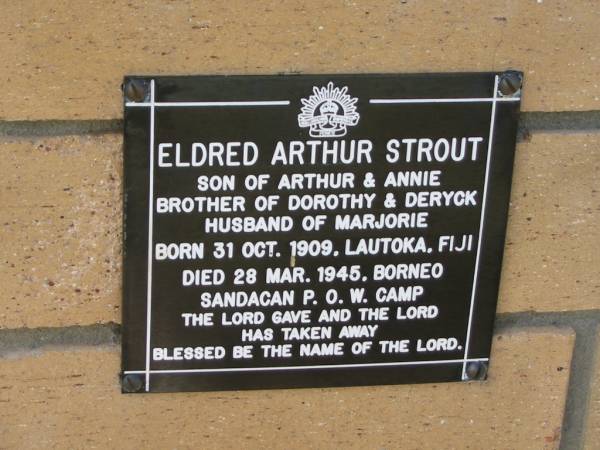 ELDRED ARTHUR STROUT
SON OF ARTHUR & ANNIE
BROTHER OF DOROTHY & DERYCK
HUSBAND OF MARJORIE
BORN 31 OCT. 1909. LAUTOKA. FIJI
DIED 28 MAR. 1945. BORNEO
SANDACAN P. O. W. CAMP
THE LORD GAVE AND THE LORD
HAS TAKEN AWAY
BLESSED BE THE NAME OF THE LORD.